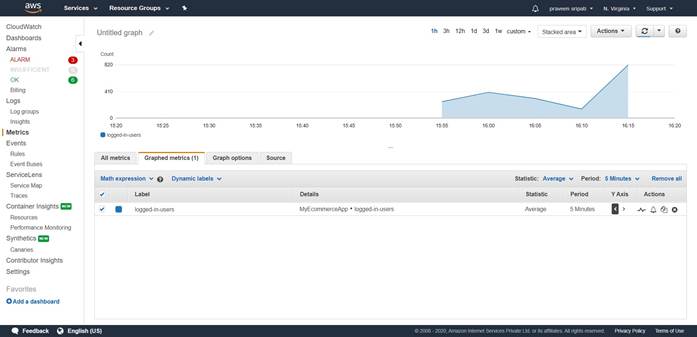 aws
Services
Resource Groups
praveen sripati
N. Virginia
Support
CloudWatch
Dashboards
Alarms
ALARM 3
INSUFFICIENT 0
OK 6
Billing
Logs
Log groups
Insights
Metrics
Events
Rules
Event Buses
ServiceLens
Service Map
Traces
Container Insights NEW
Resources
Performance Monitoring
Synthetics NEW
Canaries
Contributor Insights
Settings
Favorites
Add a dashboard
Untitled graph
1h 3h 12h 1d 3d 1w custom
Stacked area
Actions
Count
820
410
0
15:20 15:25 15:30 15:35 15:40 15:45 15:50 15:55 16:00 16:05 16:10 16:15 16:20
logged-in-users
All metrics
Graphed metrics (1)
Graph options
Source
Math expression
Dynamic labels
Statistic: Average
Period: 5 Minutes
Remove all
Label Details Statistic Period Y Axis Actions
logged-in-users MyEcommerceApp • logged-in-users Average 5 Minutes < >
Feedback
English (US)
© 2008 - 2020, Amazon Internet Services Private Ltd. or its affiliates. All rights reserved.
Privacy Policy
Terms of Use